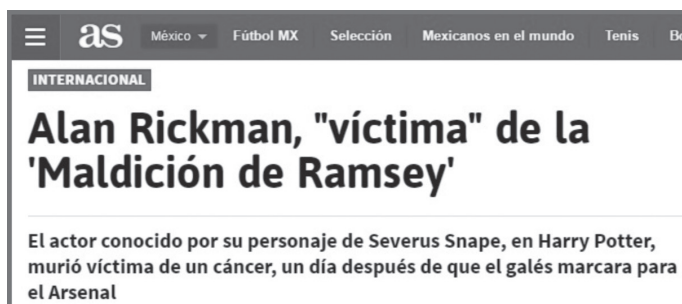 as México Fútbol MX Selección Mexicanos en el mundo Tenis
INTERNACIONAL
Alan Rickman, "víctima" de la
'Maldición de Ramsey'
El actor conocido por su personaje de Severus Snape, en Harry Potter,
murió víctima de un cáncer, un día después de que el galés marcara para
el Arsenal